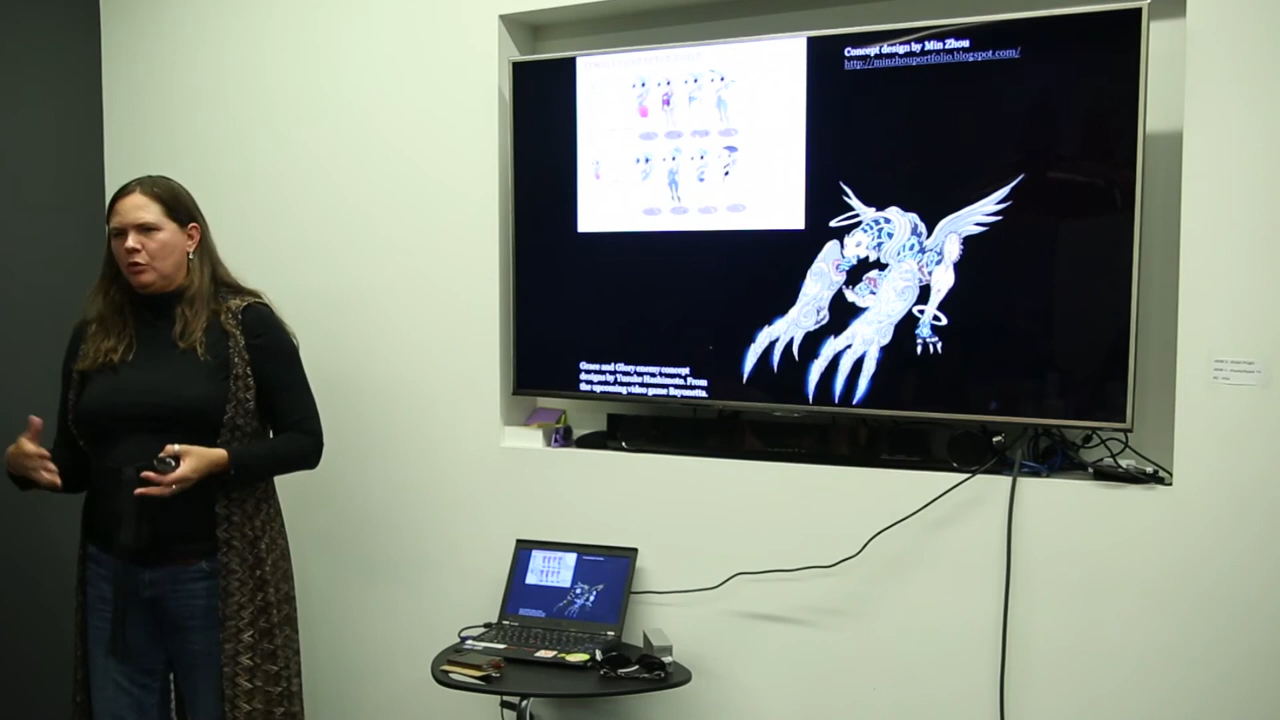 Concept design by Min Zhou
http://minzhouportfolio.blogspot.com/
Grace and Glory enemy concept
designs by Yusuke Hashimoto. From
the upcoming video game Bayonetta.